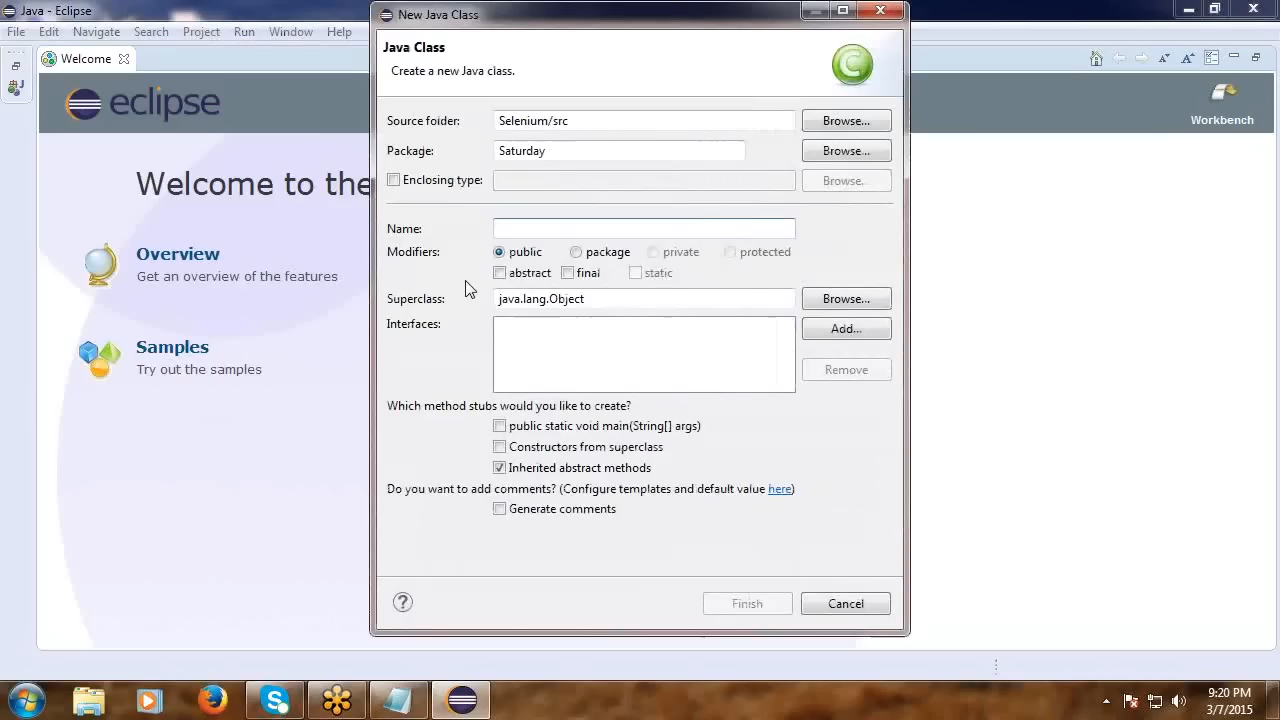 Java - Eclipse
File Edit Navigate Search Project Run Window Help
Welcome
eclipse
Workbench
Welcome to the
Overview
Get an overview of the features
Samples
Try out the samples
New Java Class
Java Class
Create a new Java class.
C
Source folder: Selenium/src Browse...
Package: Saturday Browse...
Enclosing type: Browse...
Name:
Modifiers: public package private protected
abstract final static
Superclass: java.lang.Object Browse...
Interfaces: Add...
Remove
Which method stubs would you like to create?
public static void main(String[] args)
Constructors from superclass
Inherited abstract methods
Do you want to add comments? (Configure templates and default value here)
Generate comments
? Finish Cancel
9:20 PM
3/7/2015